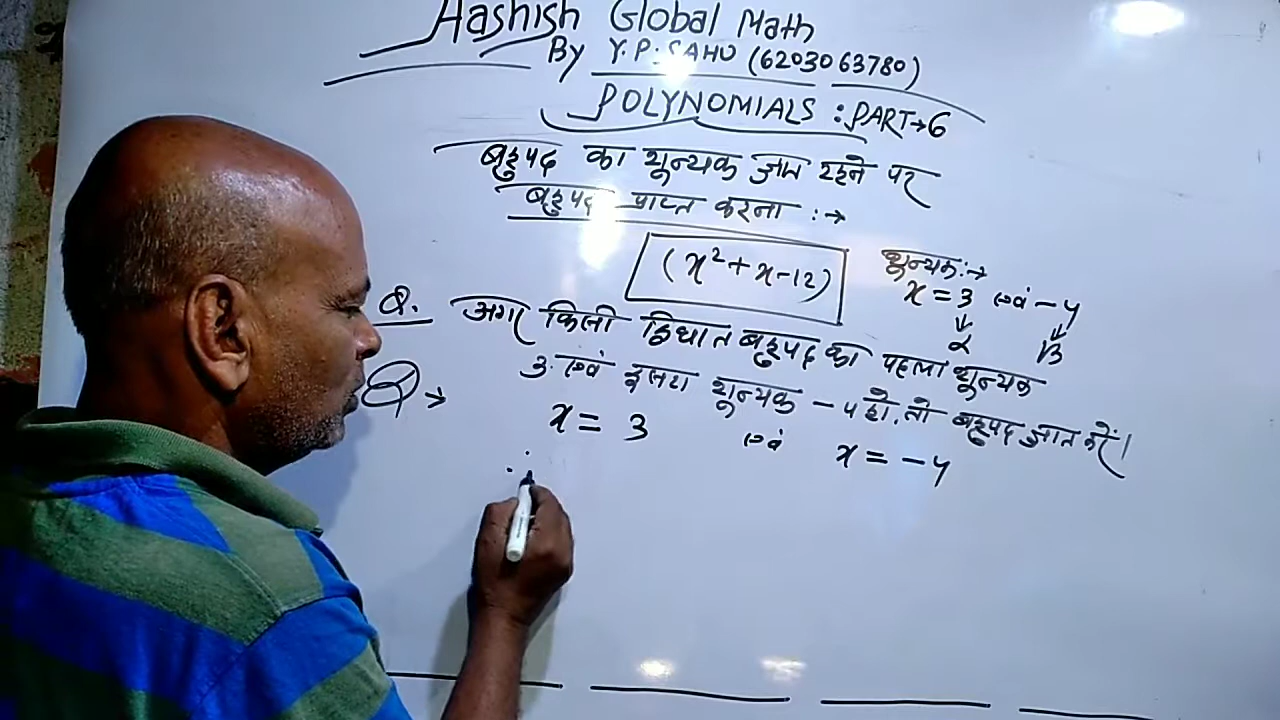 Aashish Global Math
By Y.P. SAHU (6203063780)
POLYNOMIALS : PART→6
बहुपद का शून्यक ज्ञात रहने पर
बहुपद प्राप्त करना :→
(x² + x - 12)
शून्यक :→
x = 3 एवं - 4
↓ ↓
α β
Q. अगर किसी द्विघात बहुपद का पहला शून्यक
3 एवं दूसरा शून्यक - 4 हो, तो बहुपद ज्ञात करें।
Q → x = 3 एवं x = - 4
∴